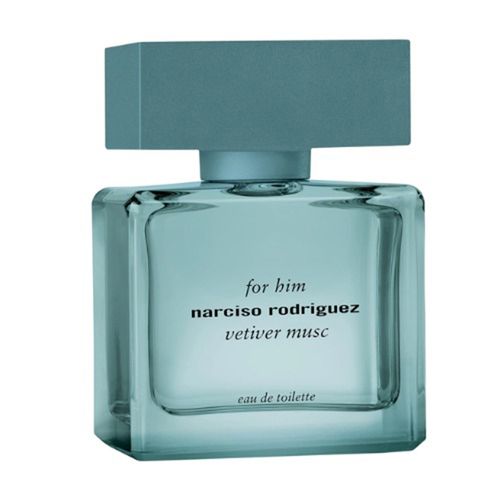 for him
narciso rodriguez
vetiver musc
eau de toilette